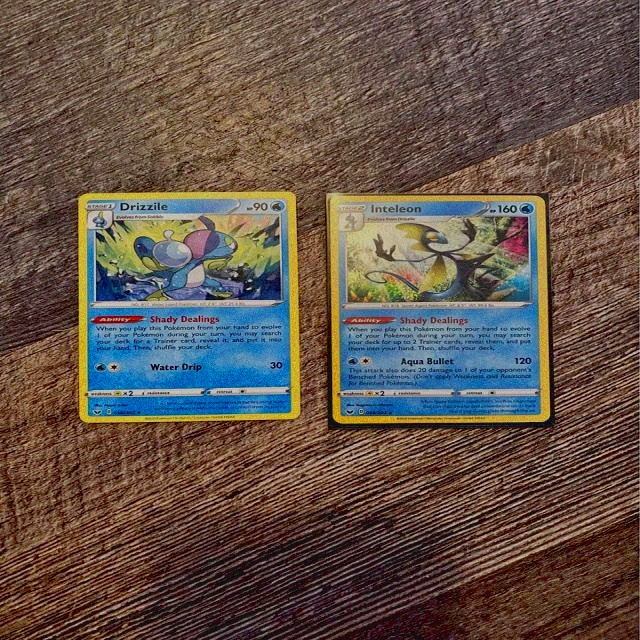 STAGE 1
Drizzile
HP 90
Evolves from Sobble
Ability Shady Dealings
When you play this Pokémon from your hand to evolve
1 of your Pokémon during your turn, you may search
your deck for a Trainer card, reveal it, and put it into
your hand. Then, shuffle your deck.
Water Drip 30
weakness ×2 resistance retreat
Inteleon
HP 160
Evolves from Drizzile
Ability Shady Dealings
When you play this Pokémon from your hand to evolve
1 of your Pokémon during your turn, you may search
your deck for up to 2 Trainer cards, reveal them, and put
them into your hand. Then, shuffle your deck.
Aqua Bullet 120
This attack also does 20 damage to 1 of your opponent's
Benched Pokémon. (Don't apply Weakness and Resistance
for Benched Pokémon.)
weakness ×2 resistance retreat